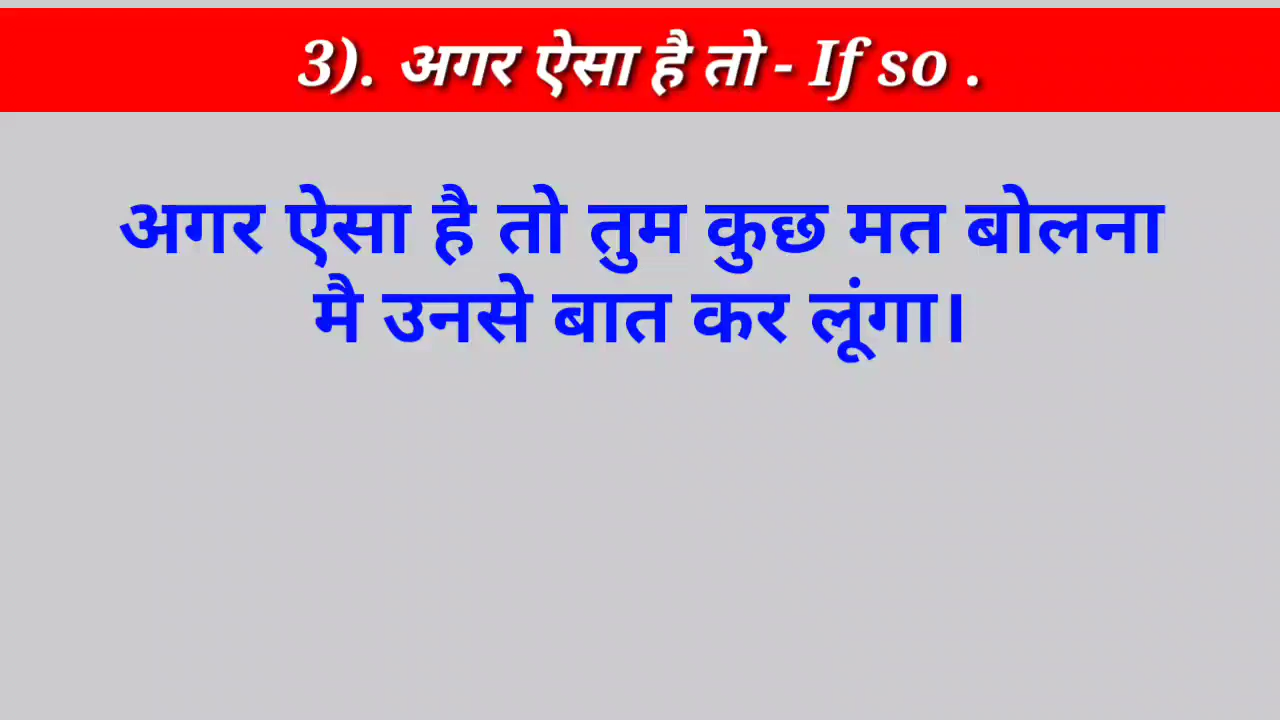 3). अगर ऐसा है तो - If so .
अगर ऐसा है तो तुम कुछ मत बोलना
मै उनसे बात कर लूंगा।